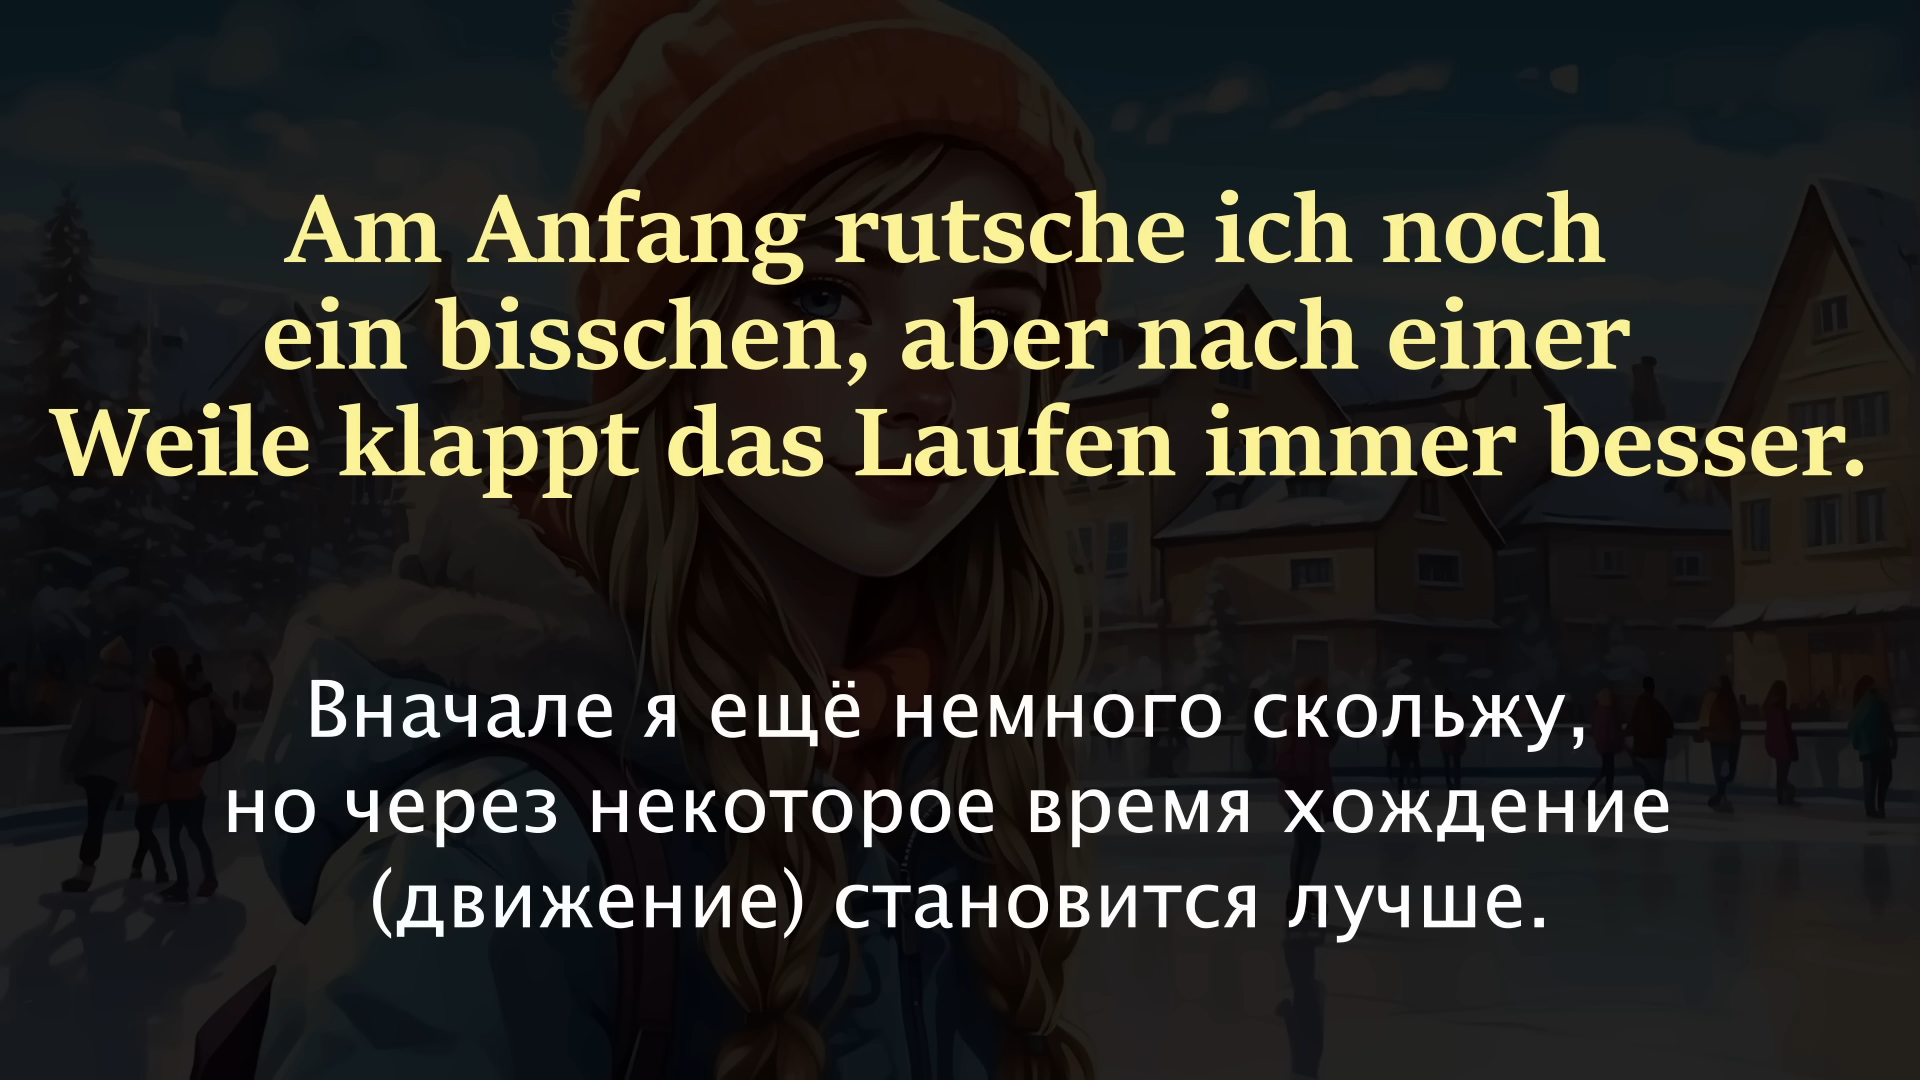 Am Anfang rutsche ich noch
ein bisschen, aber nach einer
Weile klappt das Laufen immer besser.
Вначале я ещё немного скольжу,
но через некоторое время хождение
(движение) становится лучше.